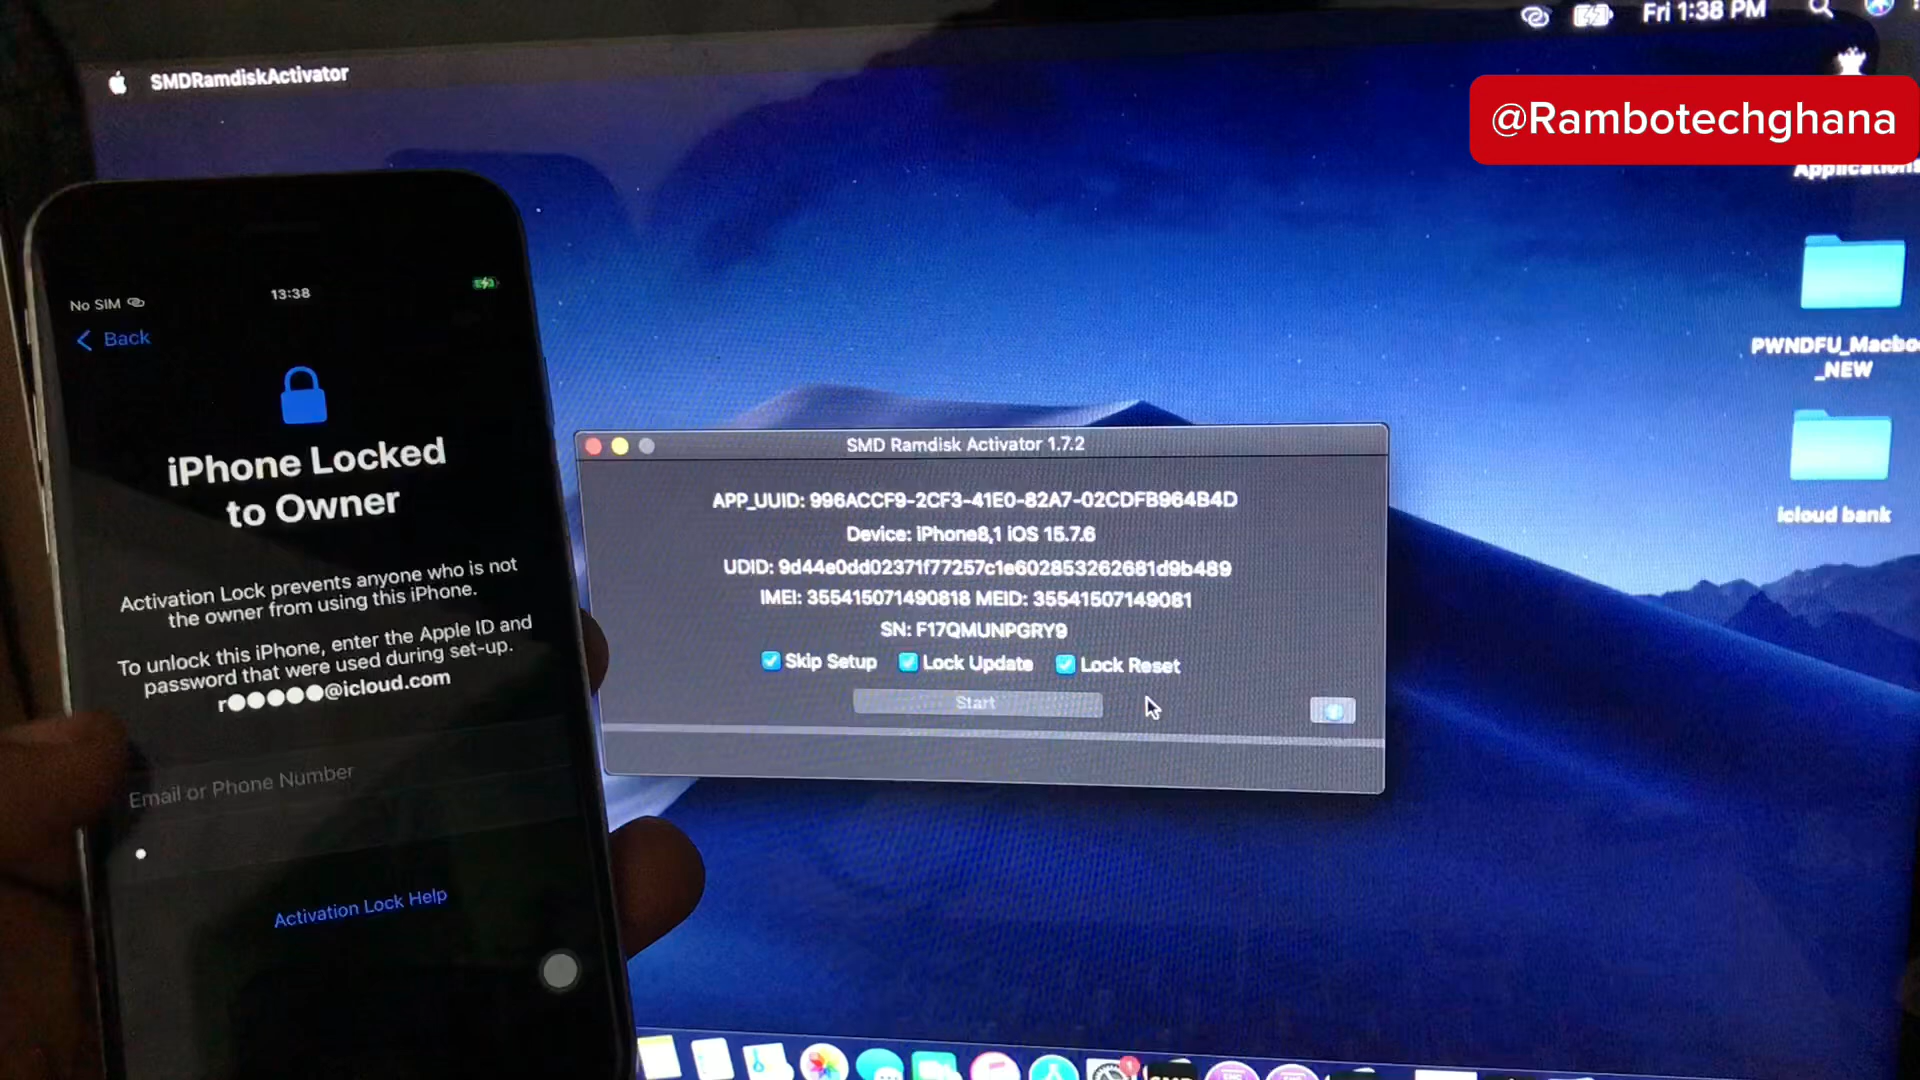 SMDRamdiskActivator
Fri 1:38 PM
@Rambotechghana
Applications
PWNDFU_Macbo
_NEW
icloud bank
No SIM
13:38
Back
iPhone Locked
to Owner
Activation Lock prevents anyone who is not
the owner from using this iPhone.
To unlock this iPhone, enter the Apple ID and
password that were used during set-up.
r●●●●●@icloud.com
Email or Phone Number
Activation Lock Help
SMD Ramdisk Activator 1.7.2
APP_UUID: 996ACCF9-2CF3-41E0-82A7-02CDFB964B4D
Device: iPhone8,1 iOS 15.7.6
UDID: 9d44e0dd02371f77257c1e602853262681d9b489
IMEI: 355415071490818 MEID: 35541507149081
SN: F17QMUNPGRY9
Skip Setup Lock Update Lock Reset
Start